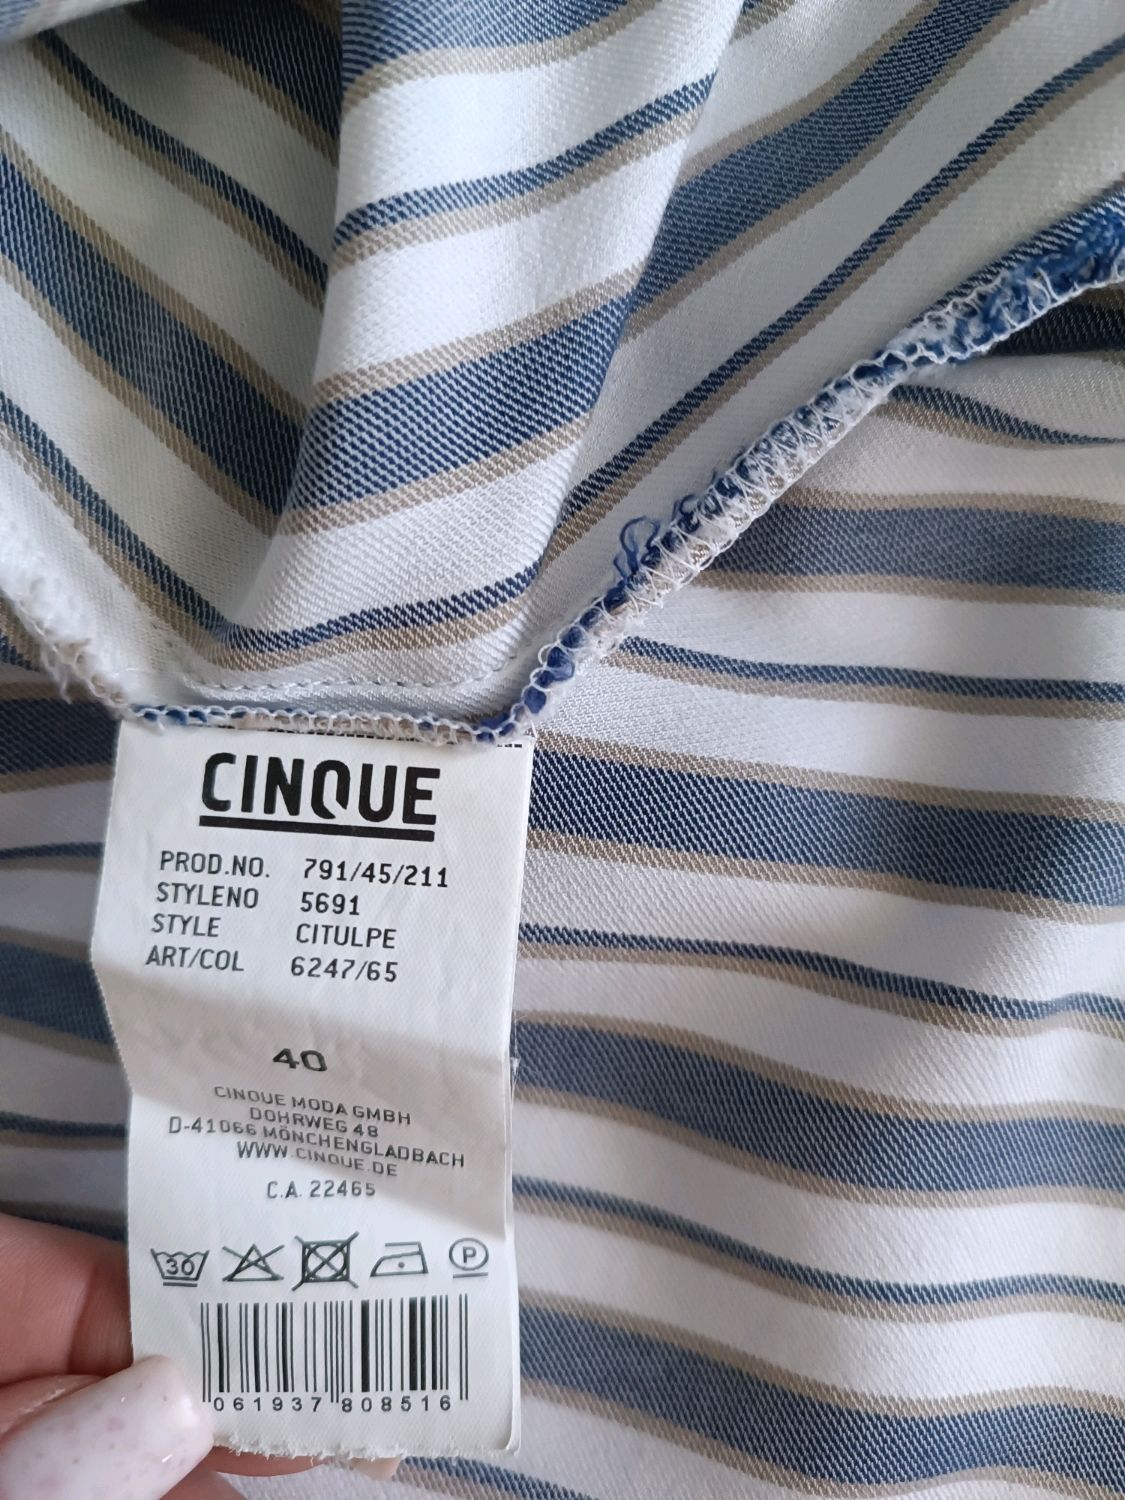 CINQUE
PROD.NO. 791/45/211
STYLENO 5691
STYLE CITULPE
ART/COL 6247/65
40
CINQUE MODA GMBH
DOHRWEG 48
D-41066 MÖNCHENGLADBACH
WWW.CINQUE.DE
C.A. 22465
30 P
061937 808516